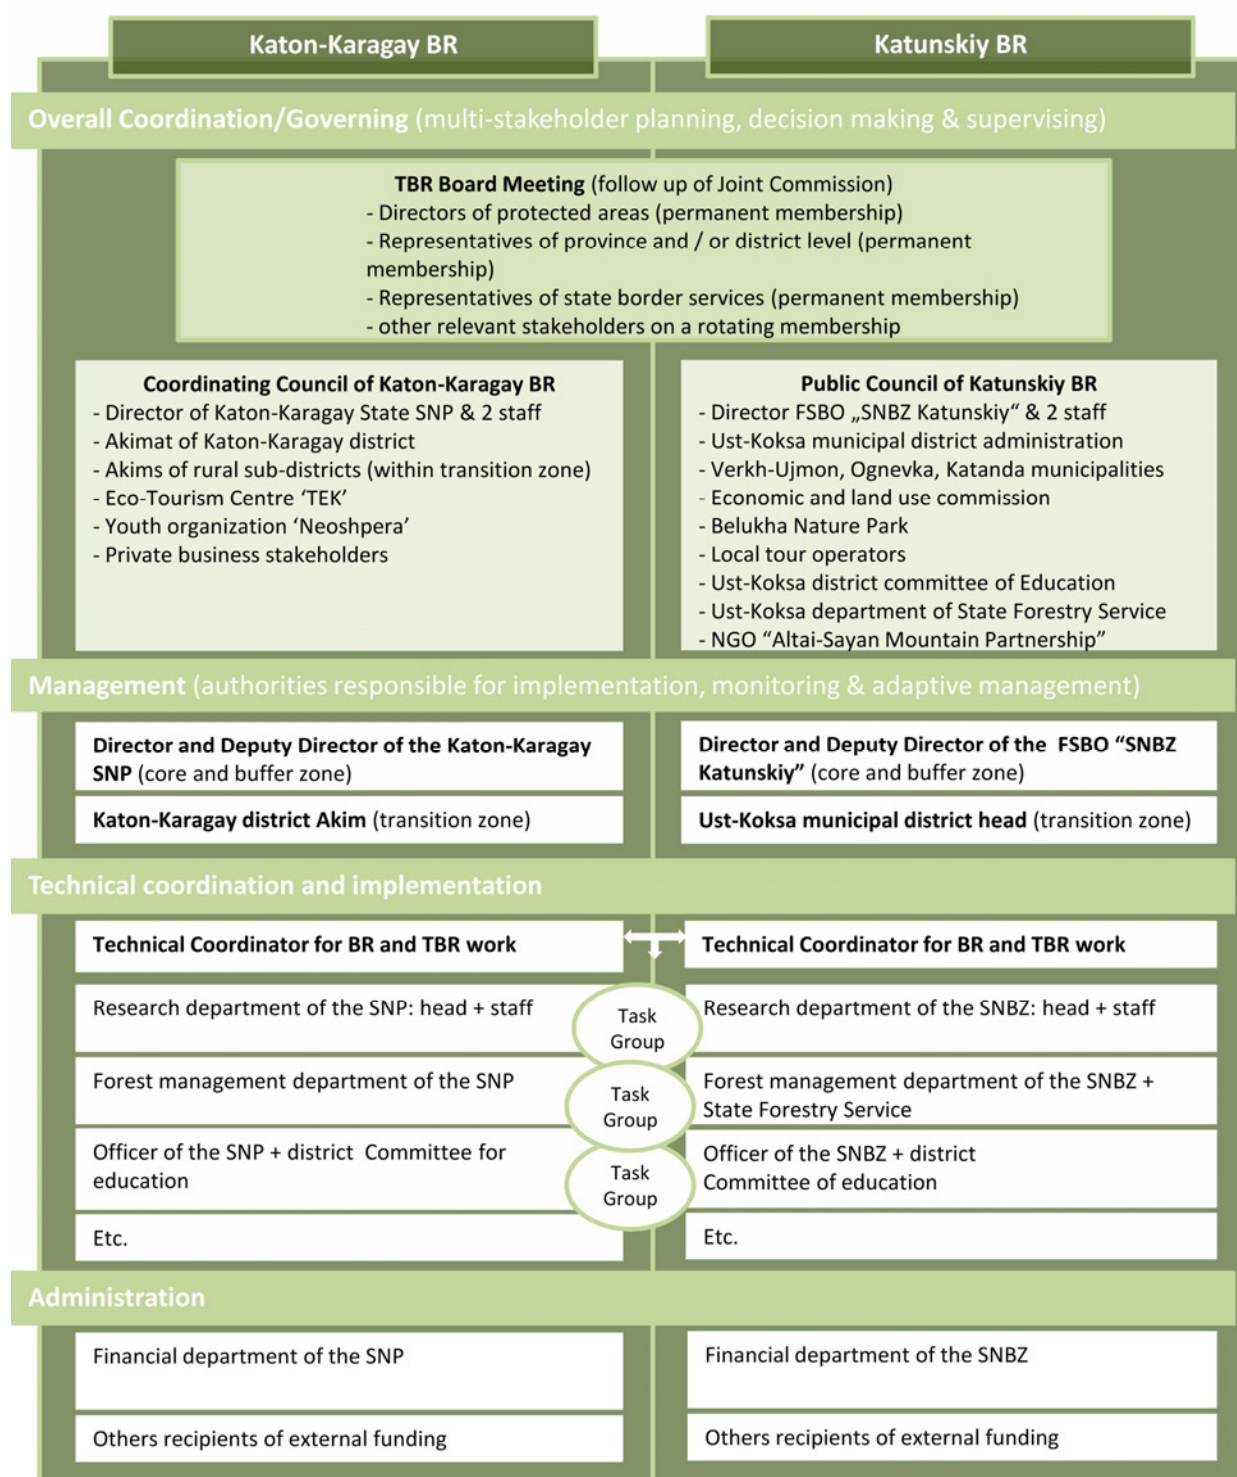 Katon-Karagay BR
Katunskiy BR
Overall Coordination/Governing (multi-stakeholder planning, decision making & supervising)
TBR Board Meeting (follow up of Joint Commission)
- Directors of protected areas (permanent membership)
- Representatives of province and / or district level (permanent
membership)
- Representatives of state border services (permanent membership)
- other relevant stakeholders on a rotating membership
Coordinating Council of Katon-Karagay BR
- Director of Katon-Karagay State SNP & 2 staff
- Akimat of Katon-Karagay district
- Akims of rural sub-districts (within transition zone)
- Eco-Tourism Centre ‘TEK’
- Youth organization ‘Neoshpera’
- Private business stakeholders
Public Council of Katunskiy BR
- Director FSBO „SNBZ Katunskiy“ & 2 staff
- Ust-Koksa municipal district administration
- Verkh-Ujmon, Ognevka, Katanda municipalities
- Economic and land use commission
- Belukha Nature Park
- Local tour operators
- Ust-Koksa district committee of Education
- Ust-Koksa department of State Forestry Service
- NGO “Altai-Sayan Mountain Partnership”
Management (authorities responsible for implementation, monitoring & adaptive management)
Director and Deputy Director of the Katon-Karagay
SNP (core and buffer zone)
Director and Deputy Director of the FSBO “SNBZ
Katunskiy” (core and buffer zone)
Katon-Karagay district Akim (transition zone)
Ust-Koksa municipal district head (transition zone)
Technical coordination and implementation
Technical Coordinator for BR and TBR work
Technical Coordinator for BR and TBR work
Research department of the SNP: head + staff
Task
Group
Research department of the SNBZ: head + staff
Forest management department of the SNP
Task
Group
Forest management department of the SNBZ +
State Forestry Service
Officer of the SNP + district Committee for
education
Task
Group
Officer of the SNBZ + district
Committee of education
Etc.
Etc.
Administration
Financial department of the SNP
Financial department of the SNBZ
Others recipients of external funding
Others recipients of external funding